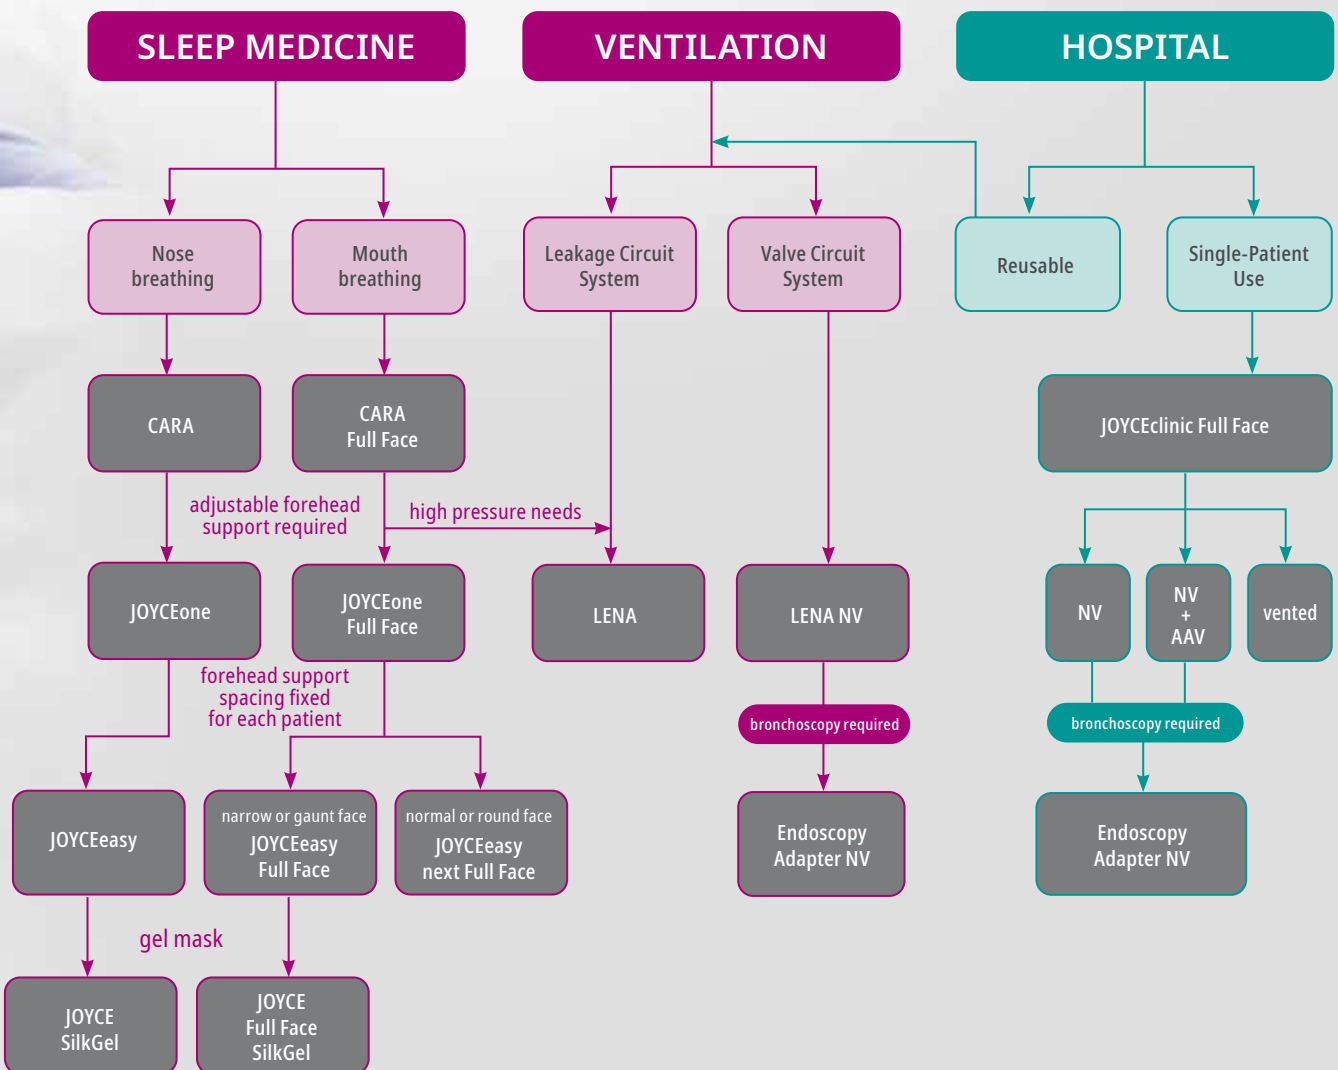 SLEEP MEDICINE
VENTILATION
HOSPITAL
Nose
breathing
Mouth
breathing
Leakage Circuit
System
Valve Circuit
System
Reusable
Single-Patient
Use
CARA
CARA
Full Face
JOYCEclinic Full Face
adjustable forehead
support required
high pressure needs
JOYCEone
JOYCEone
Full Face
LENA
LENA NV
NV
NV
+
AAV
vented
forehead support
spacing fixed
for each patient
bronchoscopy required
bronchoscopy required
JOYCEeasy
narrow or gaunt face
JOYCEeasy
Full Face
normal or round face
JOYCEeasy
next Full Face
Endoscopy
Adapter NV
Endoscopy
Adapter NV
gel mask
JOYCE
SilkGel
JOYCE
Full Face
SilkGel